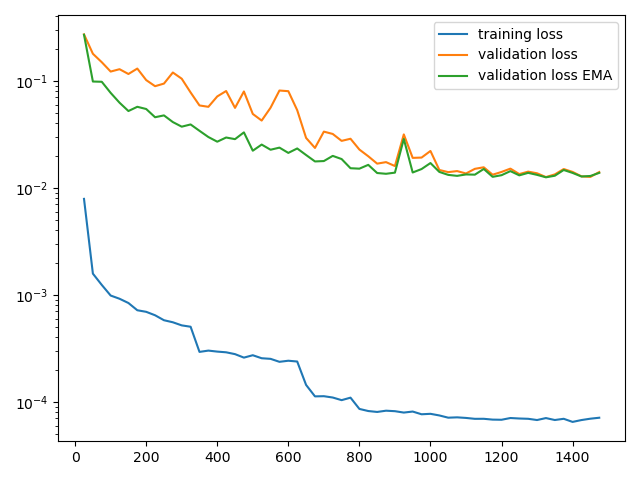 training loss
validation loss
validation loss EMA
10⁻¹
10⁻²
10⁻³
10⁻⁴
0 200 400 600 800 1000 1200 1400